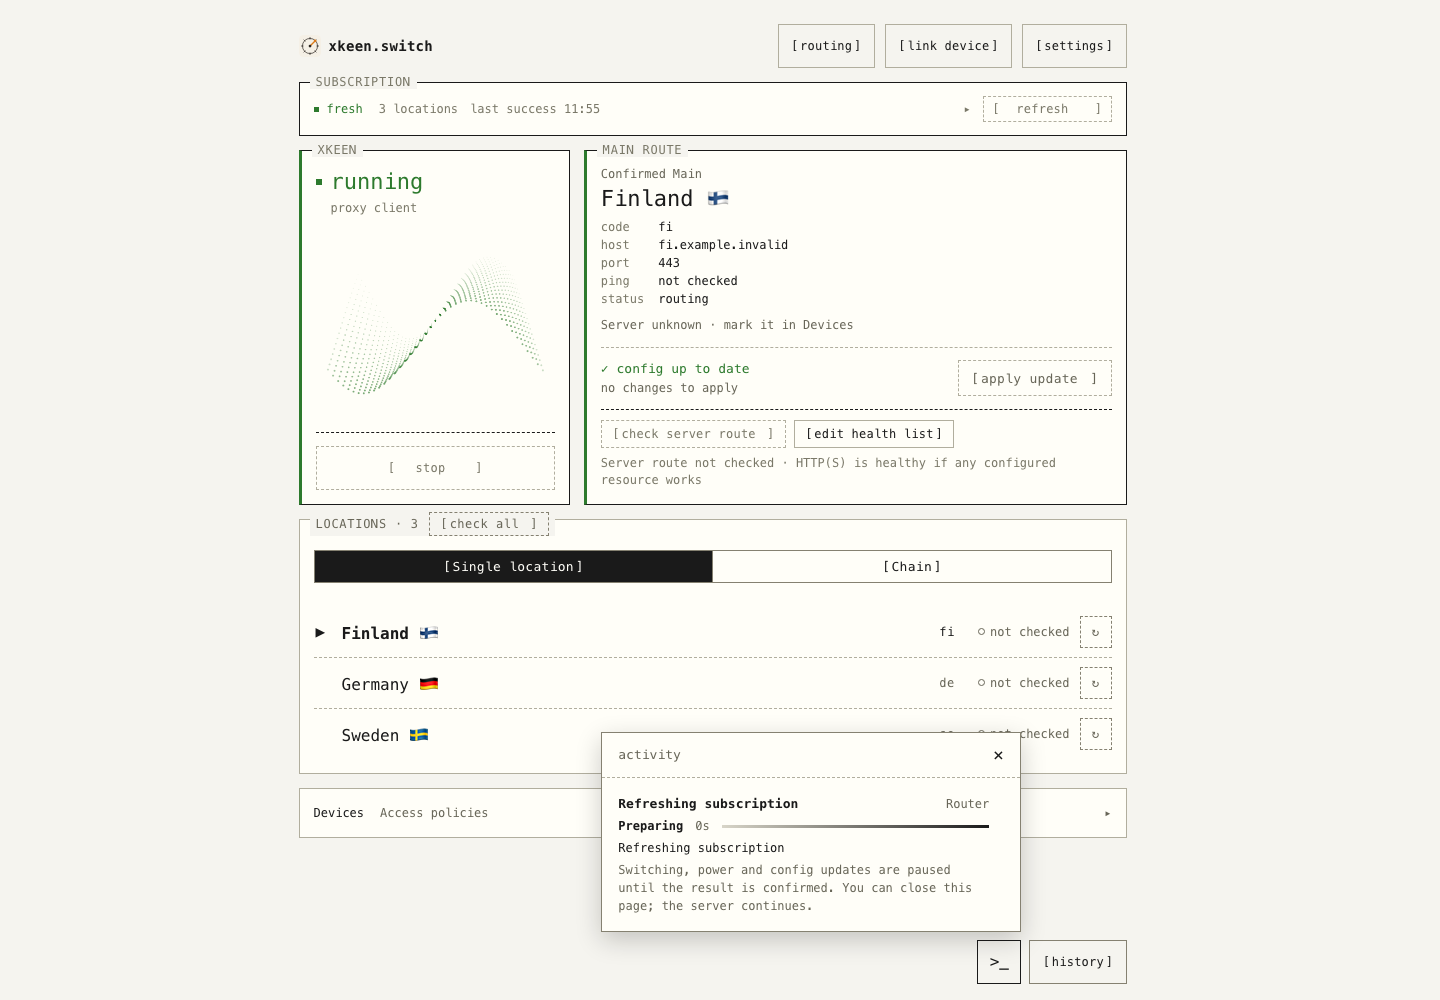 xkeen.switch
[routing] [link device] [settings]
SUBSCRIPTION
fresh 3 locations last success 11:55 ▸ [ refresh ]
XKEEN
running
proxy client
[ stop ]
MAIN ROUTE
Confirmed Main
Finland
code fi
host fi.example.invalid
port 443
ping not checked
status routing
Server unknown · mark it in Devices
✓ config up to date
no changes to apply
[apply update ]
[check server route ] [edit health list]
Server route not checked · HTTP(S) is healthy if any configured
resource works
LOCATIONS · 3 [check all ]
[Single location] [Chain]
▶ Finland fi not checked ↻
Germany de not checked ↻
Sweden checked ↻
activity ×
Refreshing subscription Router
Preparing 0s
Refreshing subscription
Switching, power and config updates are paused
until the result is confirmed. You can close this
page; the server continues.
Devices Access policies ▸
>_ [history]